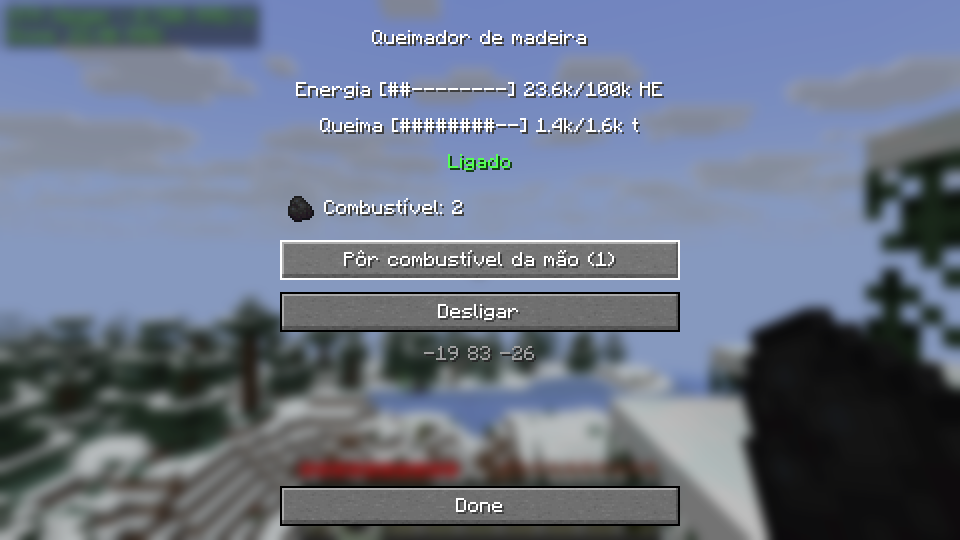 Queimador de madeira
Energia [##--------] 23.6k/100k HE
Queima [########--] 1.4k/1.6k t
Ligado
Combustível: 2
Pôr combustível da mão (1)
Desligar
-19 83 -26
Done